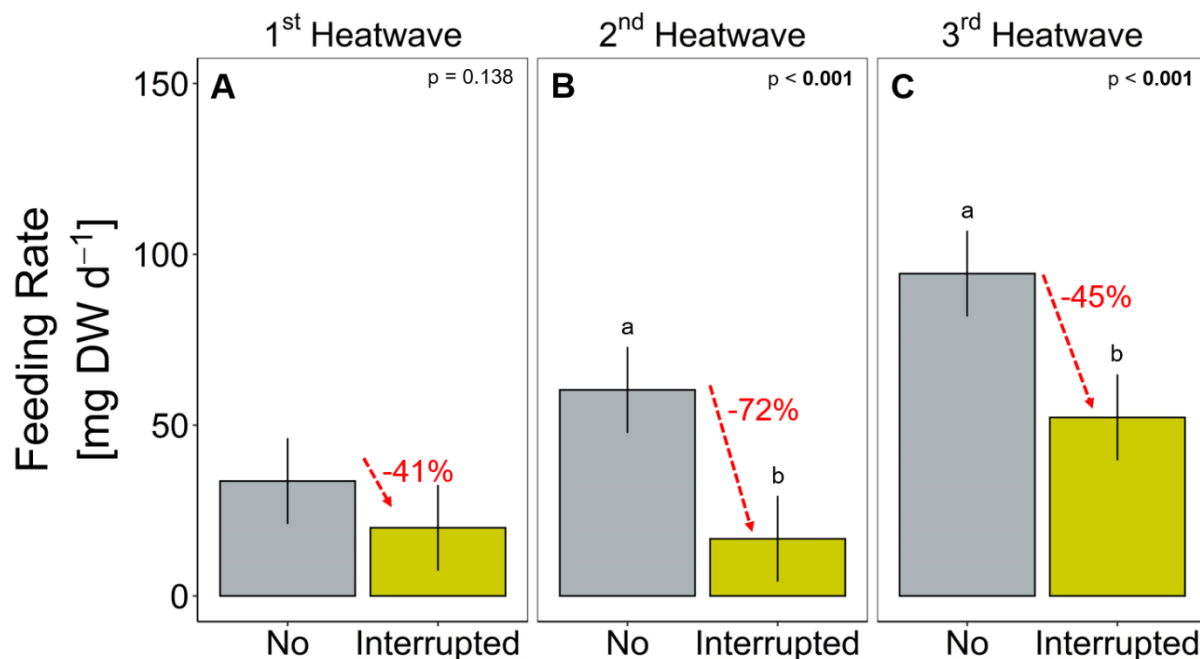 1st Heatwave
2nd Heatwave
3rd Heatwave
A
p = 0.138
B
p < 0.001
C
p < 0.001
Feeding Rate
[mg DW d−1]
150
100
50
0
-41%
a
-72%
b
a
-45%
b
No
Interrupted
No
Interrupted
No
Interrupted